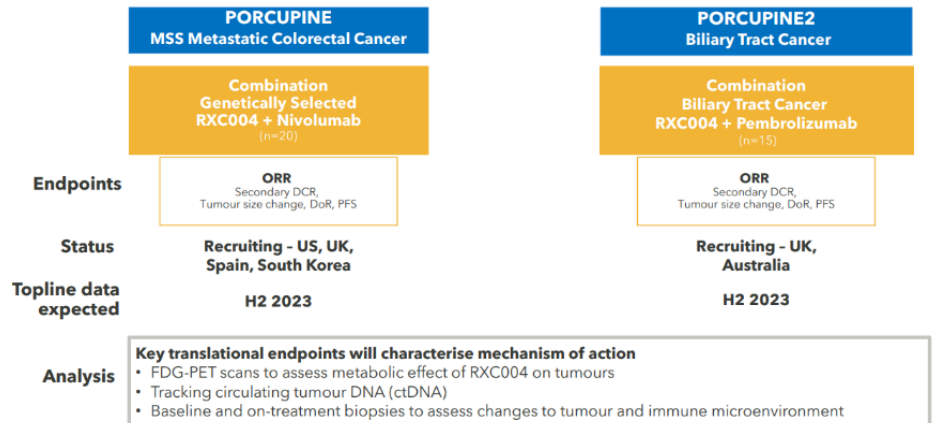 PORCUPINE
MSS Metastatic Colorectal Cancer
PORCUPINE2
Biliary Tract Cancer
Combination
Genetically Selected
RXC004 + Nivolumab
(n=20)
Combination
Biliary Tract Cancer
RXC004 + Pembrolizumab
(n=15)
Endpoints
ORR
Secondary DCR,
Tumour size change, DoR, PFS
ORR
Secondary DCR,
Tumour size change, DoR, PFS
Status
Recruiting – US, UK,
Spain, South Korea
Recruiting – UK,
Australia
Topline data
expected
H2 2023
H2 2023
Analysis
Key translational endpoints will characterise mechanism of action
• FDG-PET scans to assess metabolic effect of RXC004 on tumours
• Tracking circulating tumour DNA (ctDNA)
• Baseline and on-treatment biopsies to assess changes to tumour and immune microenvironment